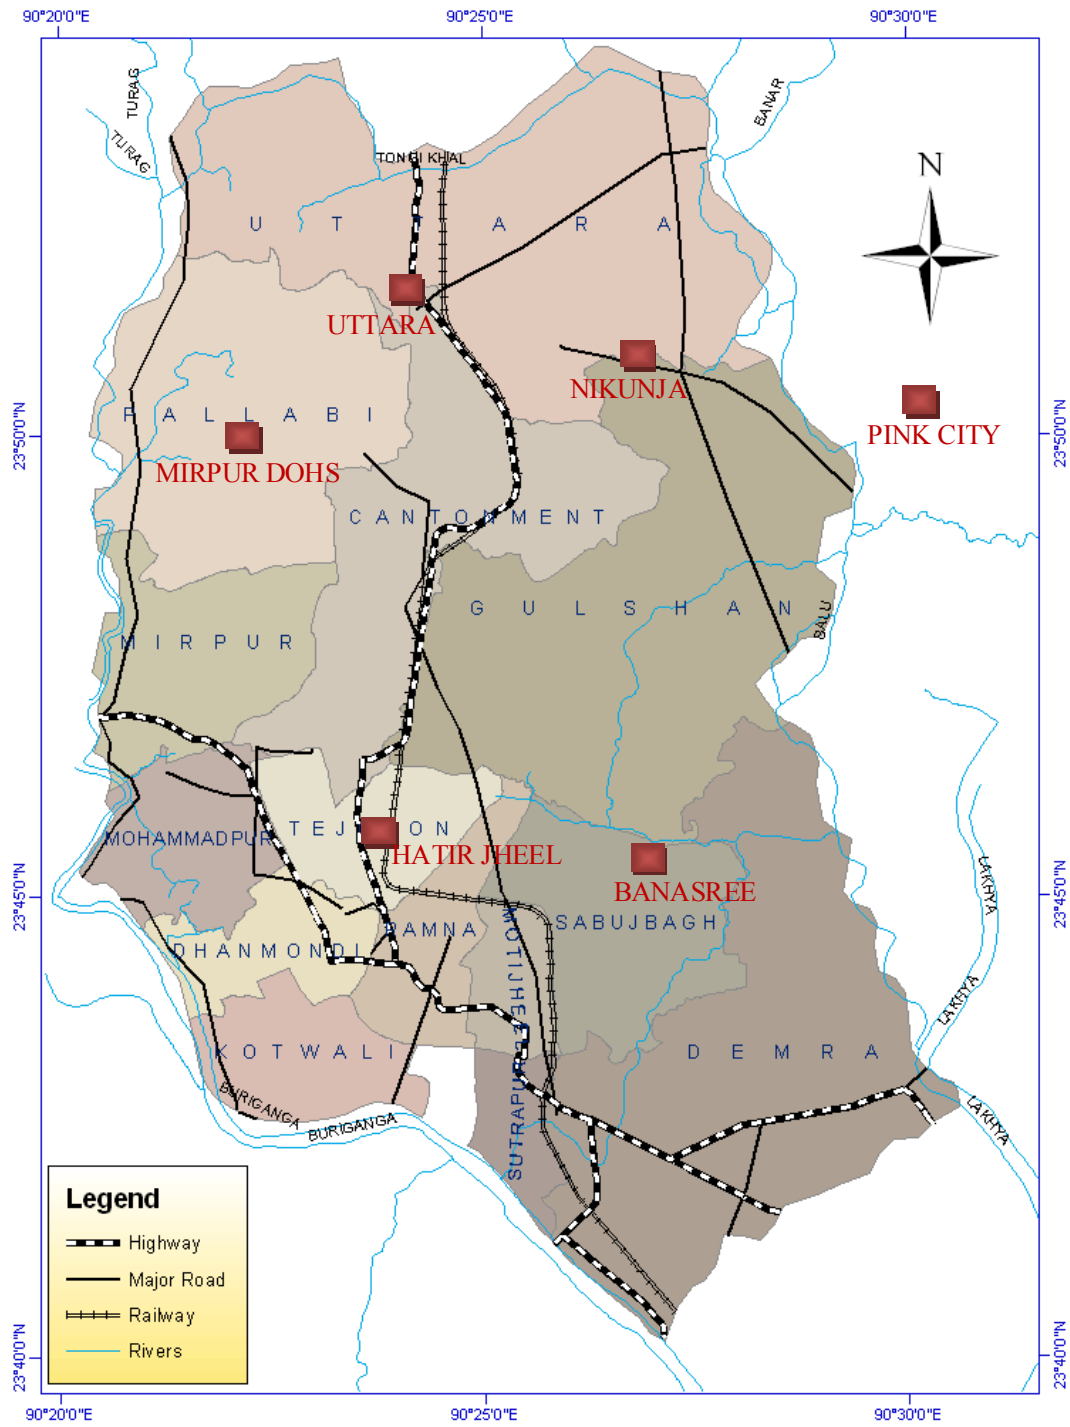 90°20'0"E 90°25'0"E 90°30'0"E
TURAG
TURAG
BANAR
TONGI KHAL
N
U T T A R A
UTTARA
NIKUNJA
PINK CITY
P A L L A B I
23°50'0"N
23°50'0"N
MIRPUR DOHS
C A N T O N M E N T
G U L S H A N
BALU
M I R P U R
T E J O N
MOHAMMADPUR
HATIR JHEEL
BANASREE
LAKHYA
23°45'0"N
23°45'0"N
SABUJBAGH
RAMNA
DHANMONDI
MOTIJHEEL
LAKHYA
K O T W A L I
D E M R A
BURIGANGA
BURIGANGA
LAKHYA
SUTRAPUR
Legend
Highway
Major Road
Railway
Rivers
23°40'0"N
23°40'0"N
90°20'0"E 90°25'0"E 90°30'0"E